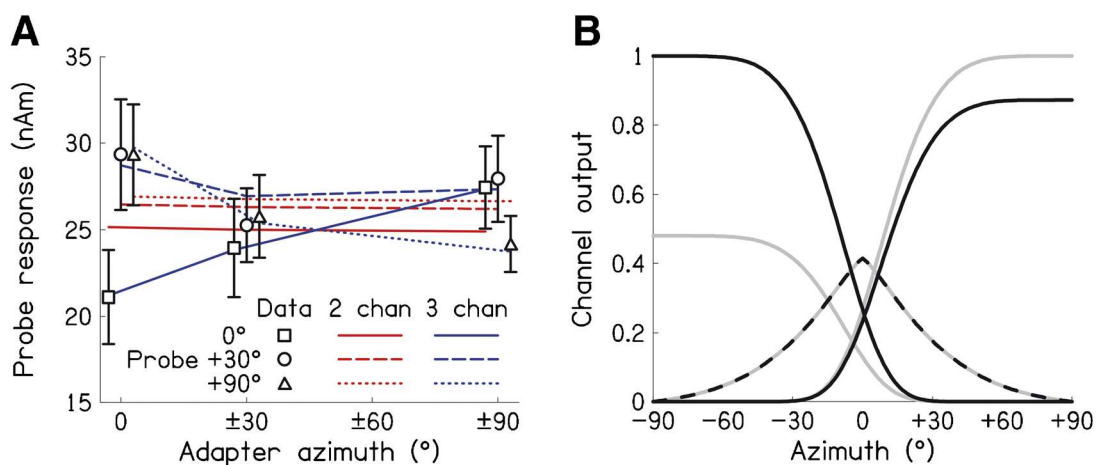 A
35
30
25
20
15
Probe response (nAm)
Data 2 chan 3 chan
0°
Probe +30°
+90°
0 ±30 ±60 ±90
Adapter azimuth (°)
B
1
0.8
0.6
0.4
0.2
0
Channel output
−90 −60 −30 0 +30 +60 +90
Azimuth (°)